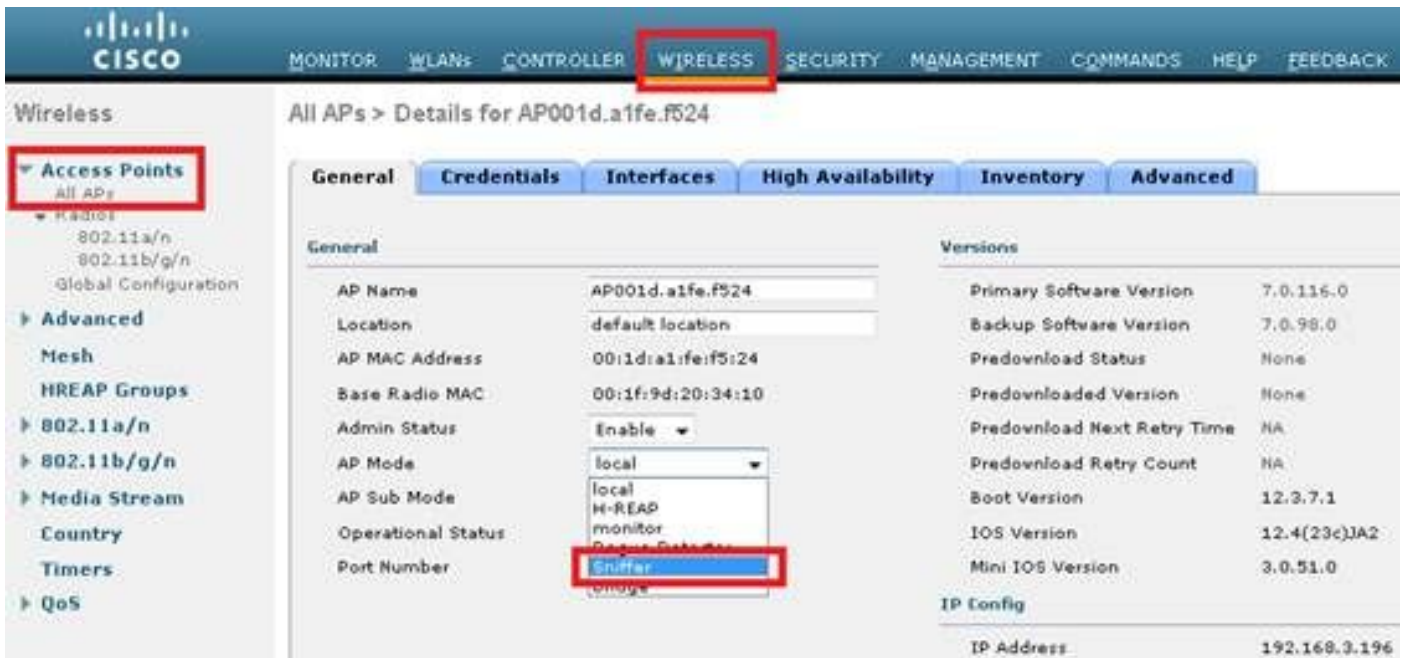 CISCO
MONITOR WLANs CONTROLLER WIRELESS SECURITY MANAGEMENT COMMANDS HELP FEEDBACK
Wireless
Access Points
All APs
Radios
802.11a/n
802.11b/g/n
Global Configuration
Advanced
Mesh
HREAP Groups
802.11a/n
802.11b/g/n
Media Stream
Country
Timers
QoS
All APs > Details for AP001d.a1fe.f524
General Credentials Interfaces High Availability Inventory Advanced
General
AP Name AP001d.a1fe.f524
Location default location
AP MAC Address 00:1d:a1:fe:f5:24
Base Radio MAC 00:1f:9d:20:34:10
Admin Status Enable
AP Mode local
AP Sub Mode
Operational Status
Port Number
local
H-REAP
monitor
Rogue Detector
Sniffer
Bridge
Versions
Primary Software Version 7.0.116.0
Backup Software Version 7.0.98.0
Predownload Status None
Predownloaded Version None
Predownload Next Retry Time NA
Predownload Retry Count NA
Boot Version 12.3.7.1
IOS Version 12.4(23c)JA2
Mini IOS Version 3.0.51.0
IP Config
IP Address 192.168.3.196